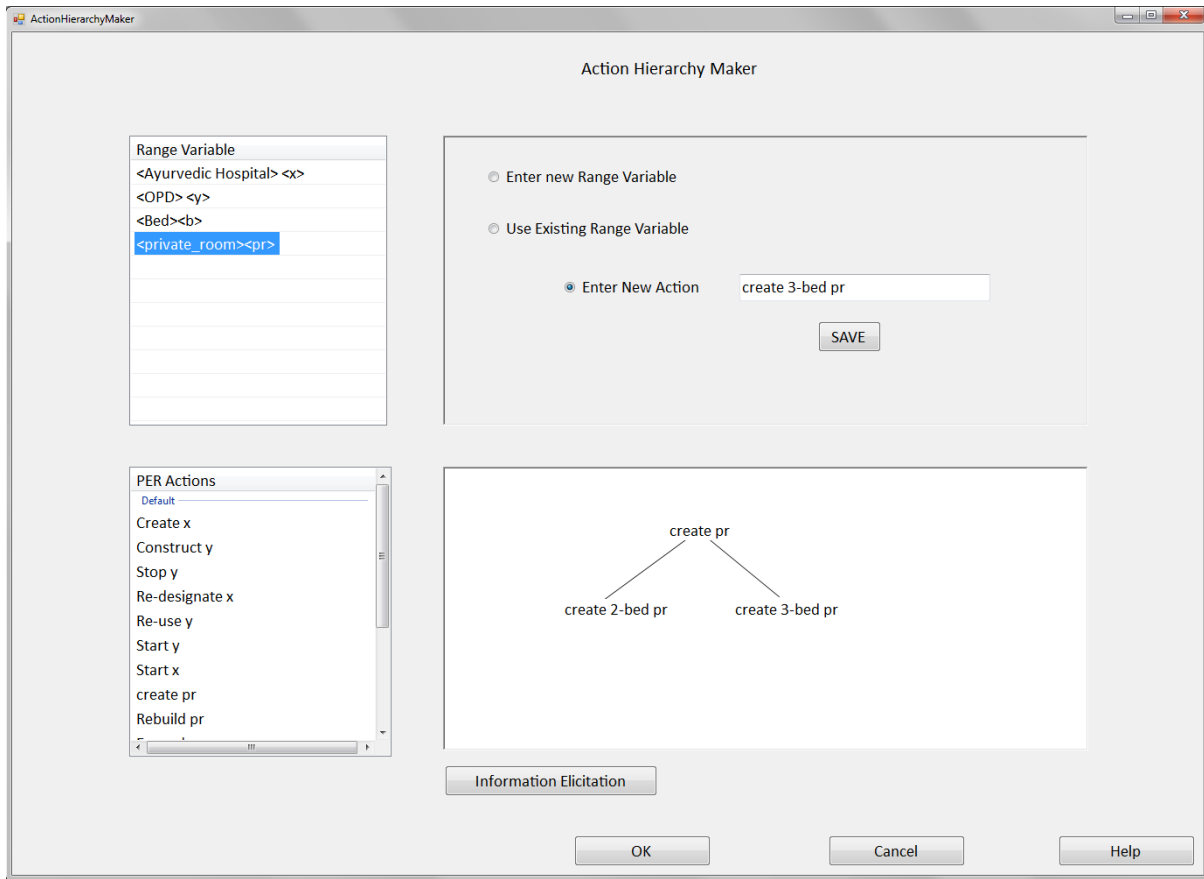 ActionHierarchyMaker
Action Hierarchy Maker
Range Variable
<Ayurvedic Hospital> <x>
<OPD> <y>
<Bed><b>
<private_room><pr>
Enter new Range Variable
Use Existing Range Variable
Enter New Action create 3-bed pr
SAVE
PER Actions
Default
Create x
Construct y
Stop y
Re-designate x
Re-use y
Start y
Start x
create pr
Rebuild pr
create pr
create 2-bed pr create 3-bed pr
Information Elicitation
OK Cancel Help